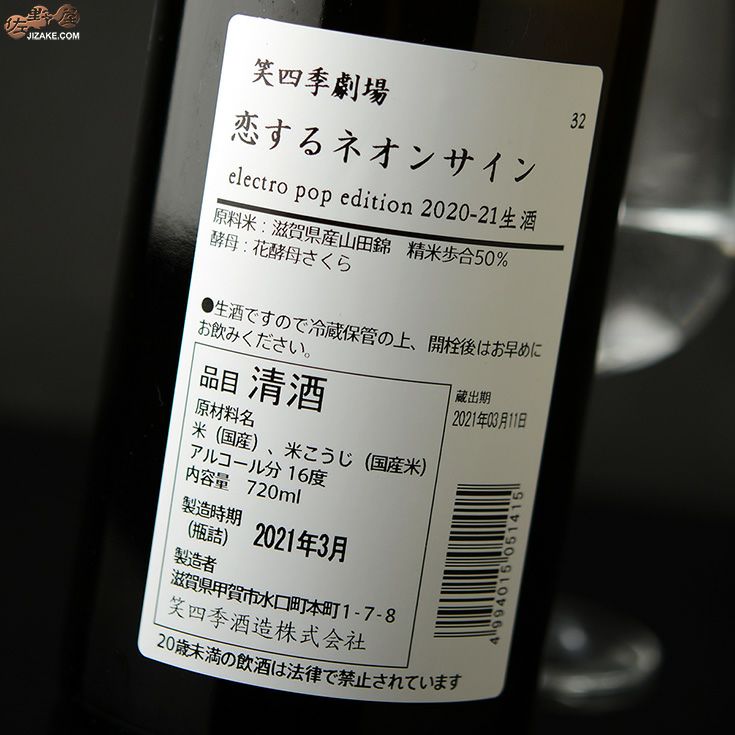 佐野屋
JIZAKE.COM
笑四季劇場
32
恋するネオンサイン
electro pop edition 2020-21生酒
原料米：滋賀県産山田錦　精米歩合50%
酵母：花酵母さくら
●生酒ですので冷蔵保管の上、開栓後はお早めに
お飲みください。
品目 清酒
原材料名
米（国産）、米こうじ（国産米）
アルコール分 16度
内容量　720ml
製造時期
（瓶詰）　2021年3月
製造者
滋賀県甲賀市水口町本町1-7-8
笑四季酒造株式会社
蔵出期
2021年03月11日
4994015051415
20歳未満の飲酒は法律で禁止されています